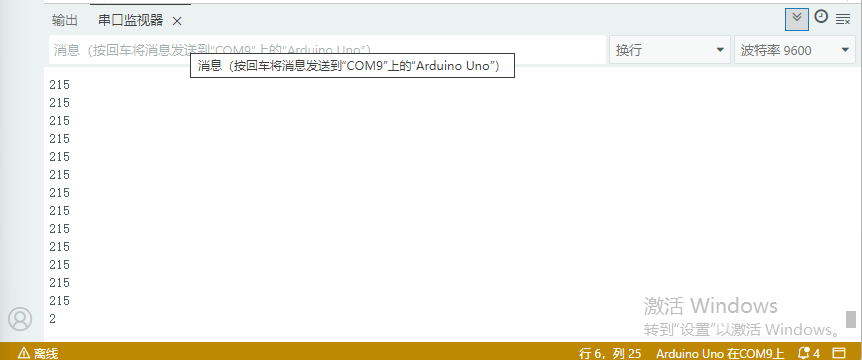 输出 串口监视器
消息（按回车将消息发送到“COM9”上的“Arduino Uno”） 换行 波特率 9600
消息（按回车将消息发送到“COM9”上的“Arduino Uno”）
215
215
215
215
215
215
215
215
215
215
215
215
215
2
激活 Windows
转到“设置”以激活 Windows。
离线 行 6，列 25 Arduino Uno 在COM9上 4